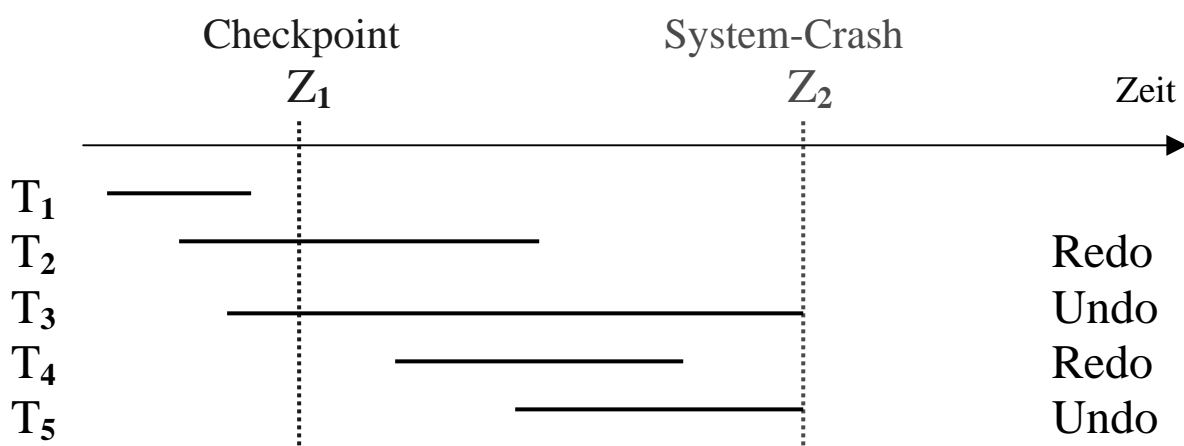 Checkpoint System-Crash
Z₁ Z₂ Zeit
T₁
T₂ Redo
T₃ Undo
T₄ Redo
T₅ Undo